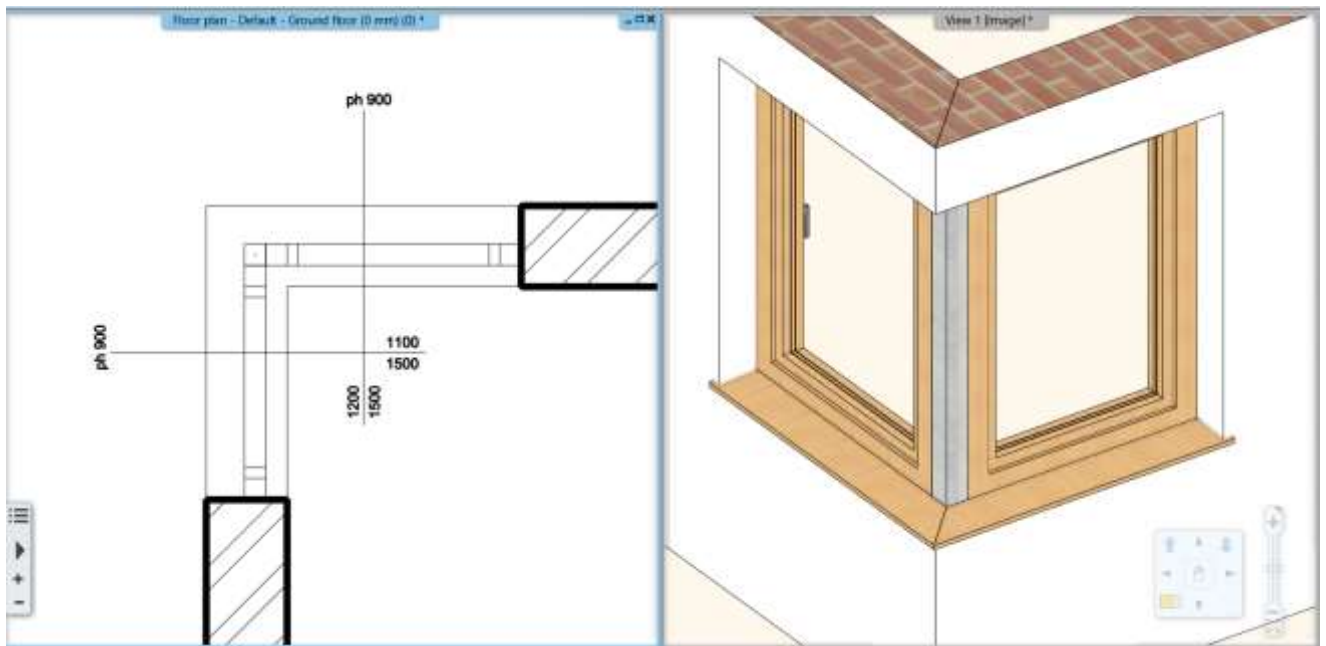 Floor plan - Default - Ground floor (0 mm) (0) *
View 1 [Image] *
ph 900
ph 900
1100
1500
1200
1500